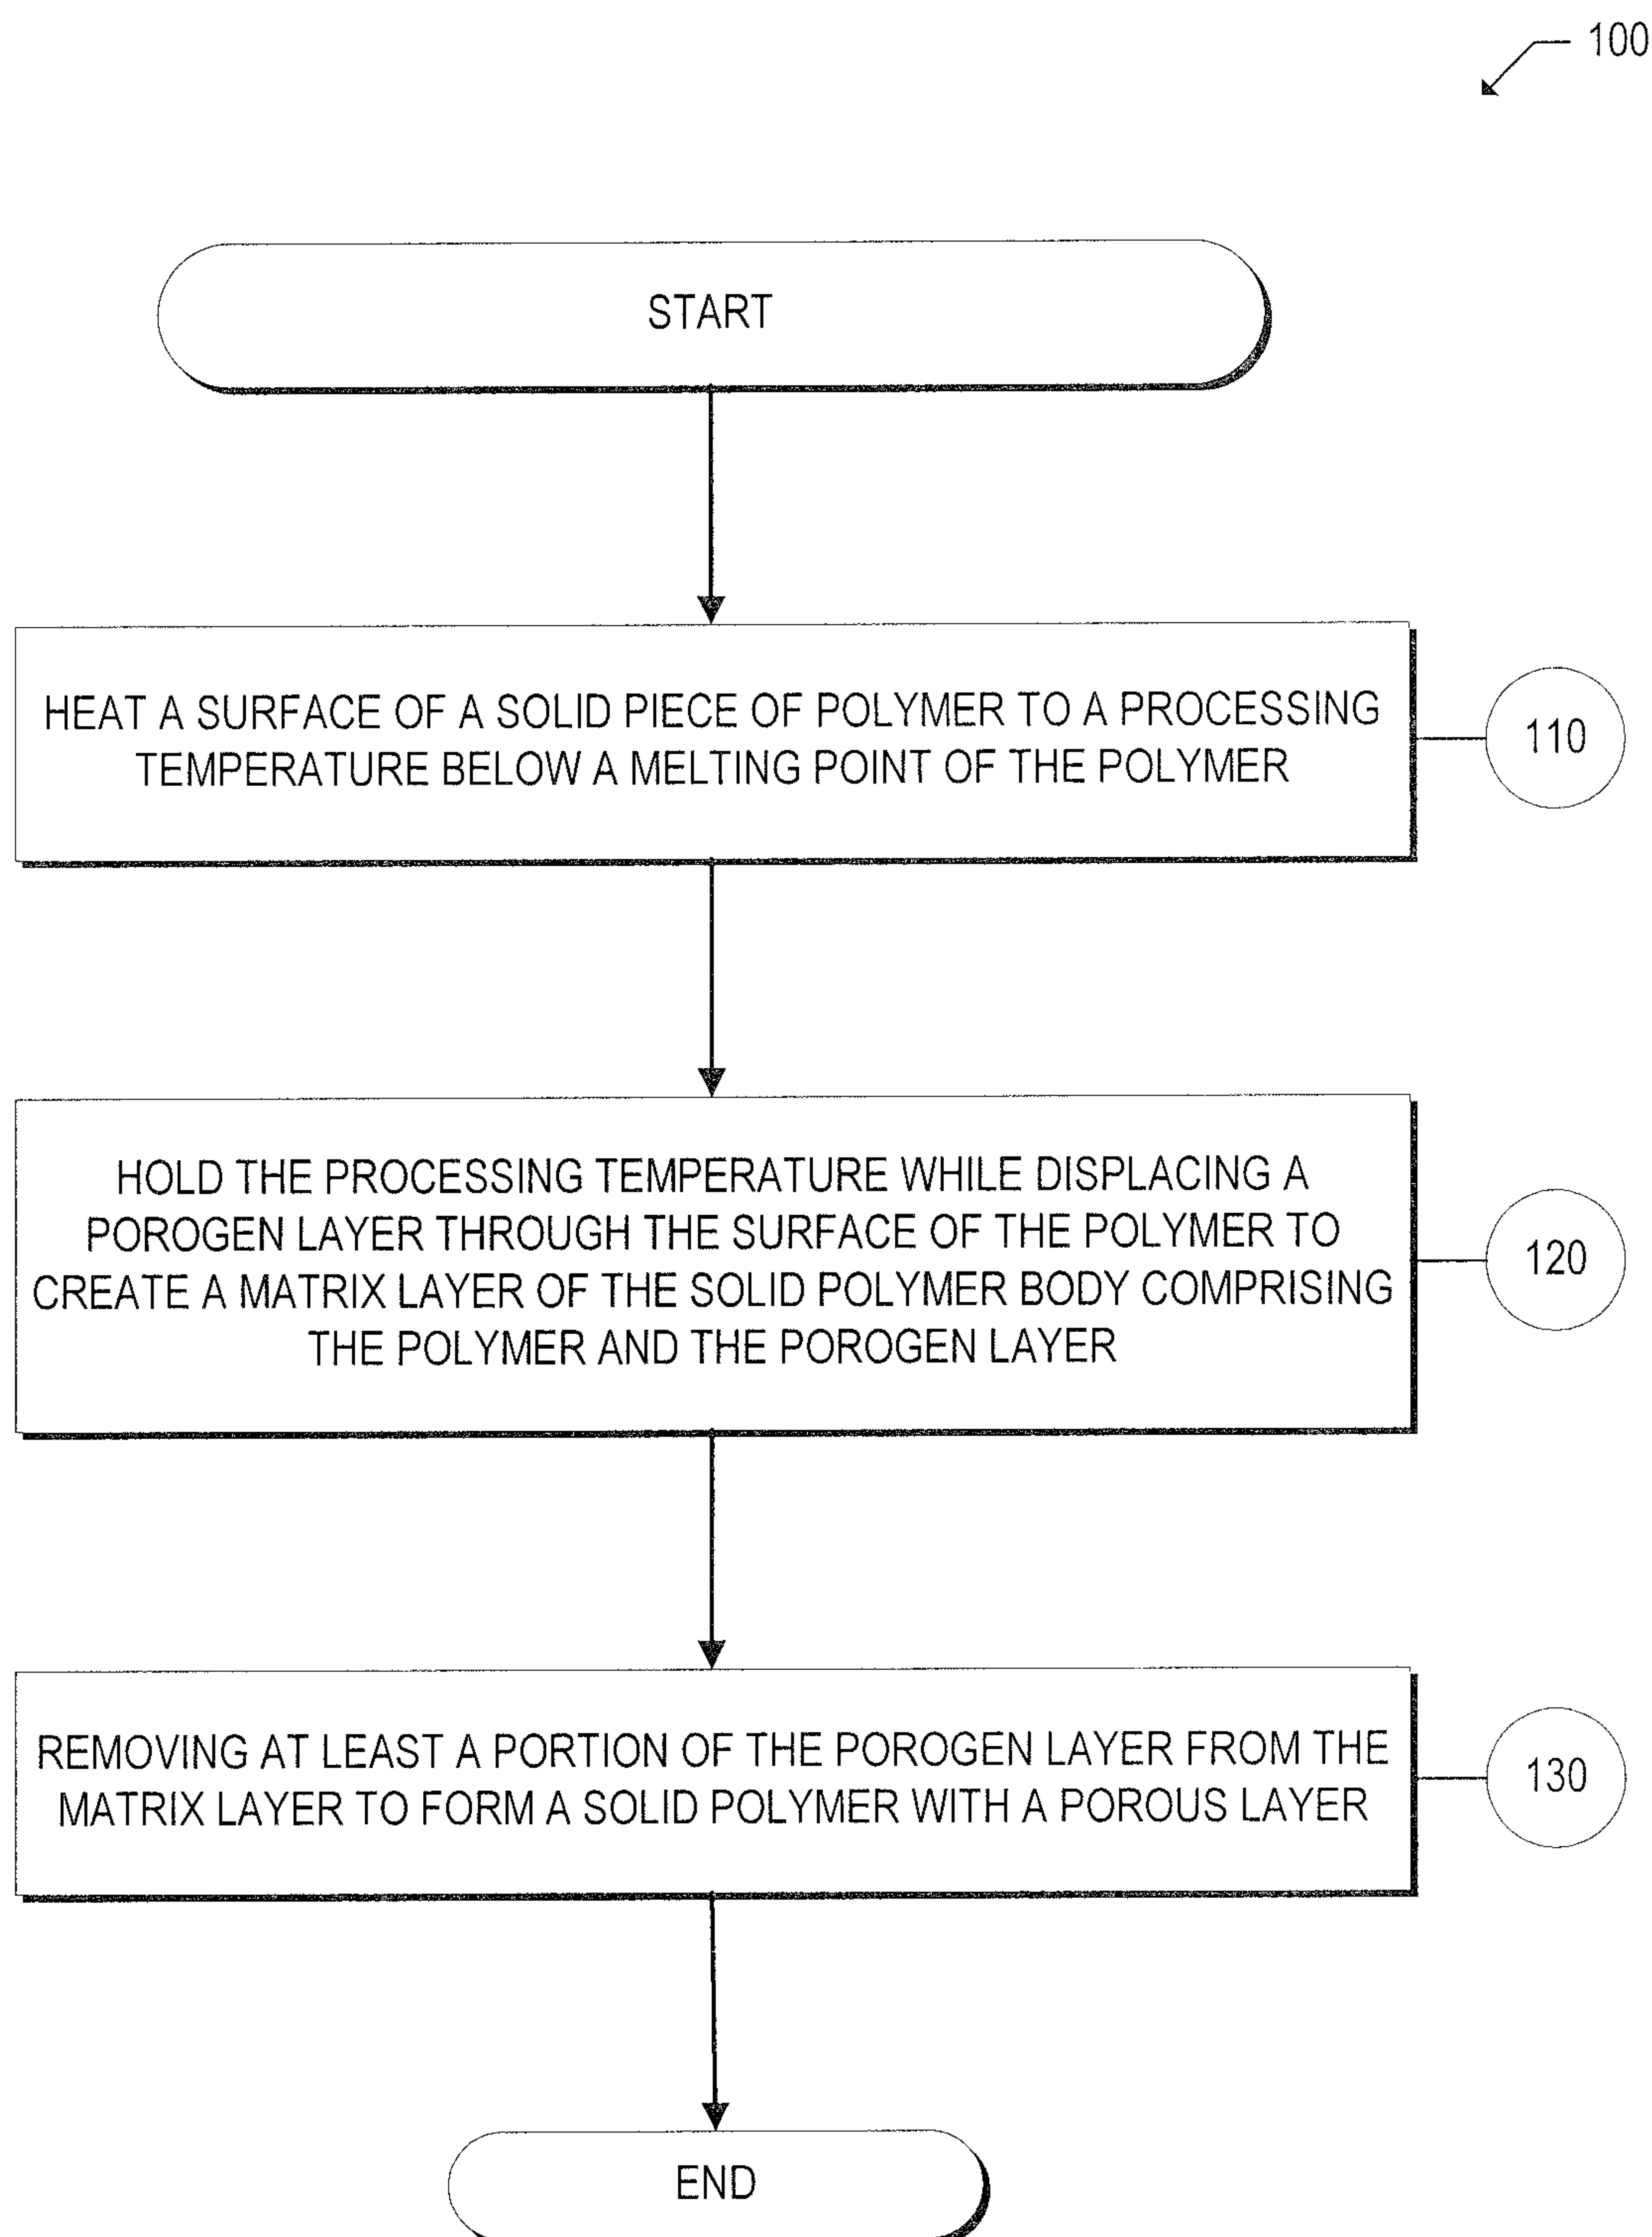 100
START
HEAT A SURFACE OF A SOLID PIECE OF POLYMER TO A PROCESSING
TEMPERATURE BELOW A MELTING POINT OF THE POLYMER
110
HOLD THE PROCESSING TEMPERATURE WHILE DISPLACING A
POROGEN LAYER THROUGH THE SURFACE OF THE POLYMER TO
CREATE A MATRIX LAYER OF THE SOLID POLYMER BODY COMPRISING
THE POLYMER AND THE POROGEN LAYER
120
REMOVING AT LEAST A PORTION OF THE POROGEN LAYER FROM THE
MATRIX LAYER TO FORM A SOLID POLYMER WITH A POROUS LAYER
130
END